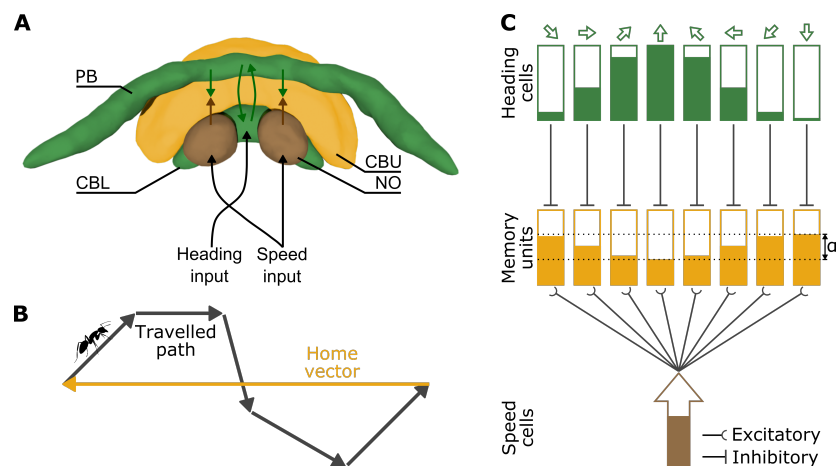 A
PB
CBL
CBU
NO
Heading
input
Speed
input
B
Travelled
path
Home
vector
C
Heading
cells
Memory
units
α
Speed
cells
Excitatory
Inhibitory